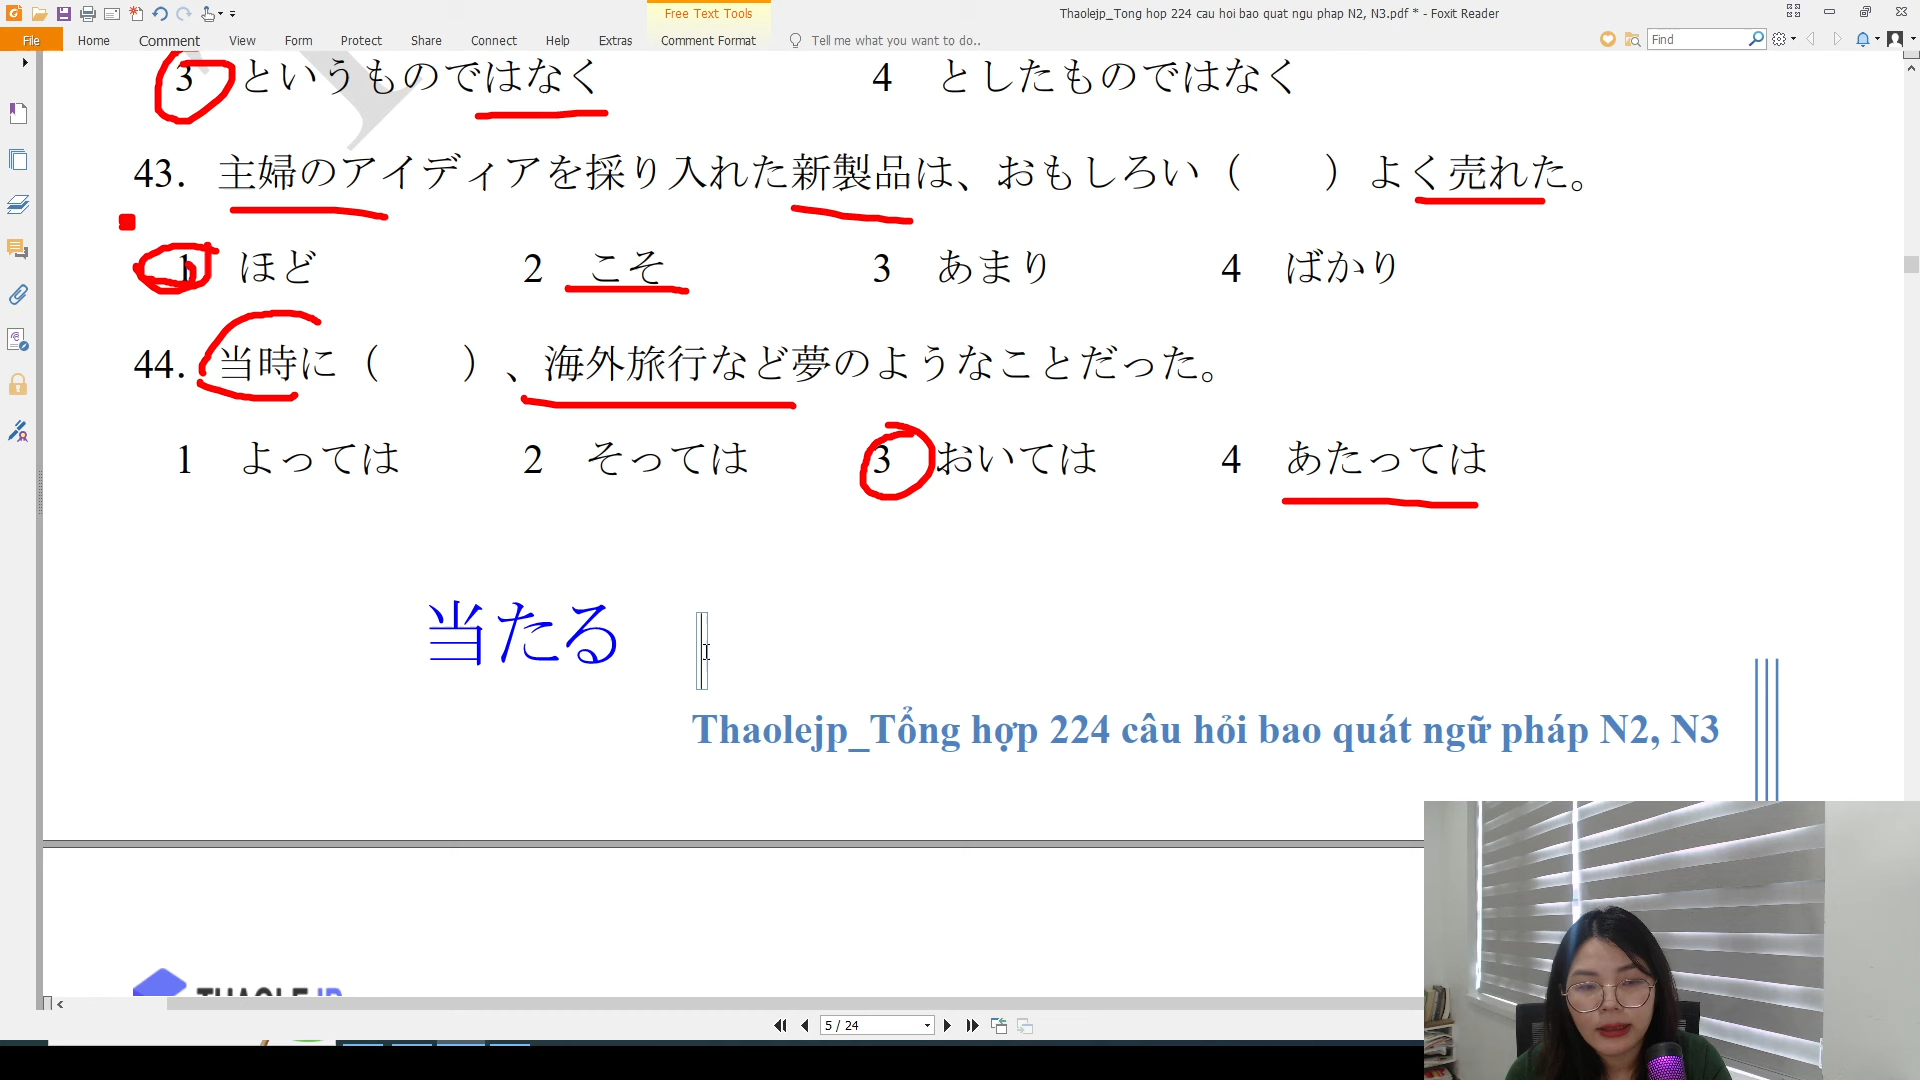 Free Text Tools
Thaolejp_Tong hop 224 cau hoi bao quat ngu phap N2, N3.pdf * - Foxit Reader
File Home Comment View Form Protect Share Connect Help Extras Comment Format Tell me what you want to do.. Find
3 というものではなく 4 としたものではなく
43. 主婦のアイディアを採り入れた新製品は、おもしろい（　　）よく売れた。
1 ほど 2 こそ 3 あまり 4 ばかり
44. 当時に（　　）、海外旅行など夢のようなことだった。
1 よっては 2 そっては 3 おいては 4 あたっては
当たる
Thaolejp_Tổng hợp 224 câu hỏi bao quát ngữ pháp N2, N3
THAOLEJP
5 / 24